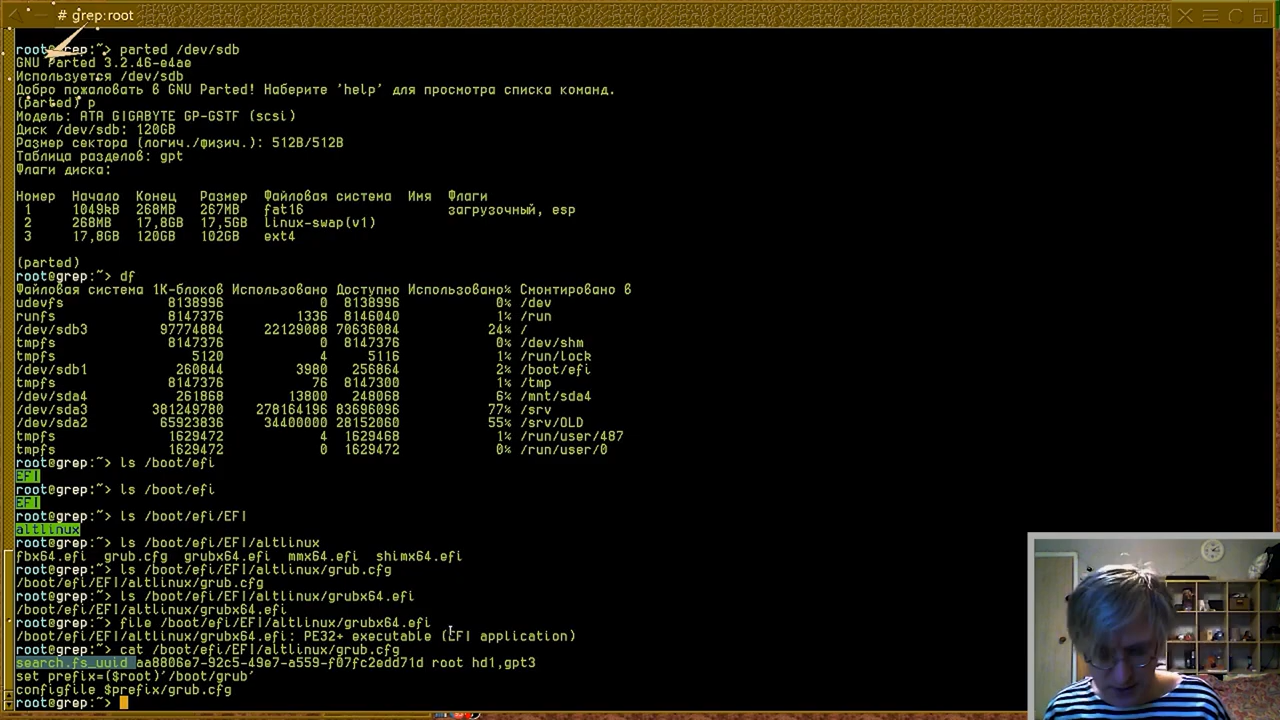 # grep:root
root@grep:~> parted /dev/sdb
GNU Parted 3.2.46-e4ae
Используется /dev/sdb
Добро пожаловать в GNU Parted! Наберите 'help' для просмотра списка команд.
(parted) p
Модель: ATA GIGABYTE GP-GSTF (scsi)
Диск /dev/sdb: 120GB
Размер сектора (логич./физич.): 512B/512B
Таблица разделов: gpt
Флаги диска:
Номер Начало Конец Размер Файловая система Имя Флаги
1 1049kB 268MB 267MB fat16 загрузочный, esp
2 268MB 17,8GB 17,5GB linux-swap(v1)
3 17,8GB 120GB 102GB ext4
(parted)
root@grep:~> df
Файловая система 1K-блоков Использовано Доступно Использовано% Смонтировано в
udevfs 8138996 0 8138996 0% /dev
runfs 8147376 1336 8146040 1% /run
/dev/sdb3 97774884 22129088 70636084 24% /
tmpfs 8147376 0 8147376 0% /dev/shm
tmpfs 5120 4 5116 1% /run/lock
/dev/sdb1 260844 3980 256864 2% /boot/efi
tmpfs 8147376 76 8147300 1% /tmp
/dev/sda4 261868 13800 248068 6% /mnt/sda4
/dev/sda3 381249780 278164196 83696096 77% /srv
/dev/sda2 65923836 34400000 28152060 55% /srv/OLD
tmpfs 1629472 4 1629468 1% /run/user/487
tmpfs 1629472 0 1629472 0% /run/user/0
root@grep:~> ls /boot/efi
EFI
root@grep:~> ls /boot/efi
EFI
root@grep:~> ls /boot/efi/EFI
altlinux
root@grep:~> ls /boot/efi/EFI/altlinux
fbx64.efi grub.cfg grubx64.efi mmx64.efi shimx64.efi
root@grep:~> ls /boot/efi/EFI/altlinux/grub.cfg
/boot/efi/EFI/altlinux/grub.cfg
root@grep:~> ls /boot/efi/EFI/altlinux/grubx64.efi
/boot/efi/EFI/altlinux/grubx64.efi
root@grep:~> file /boot/efi/EFI/altlinux/grubx64.efi
/boot/efi/EFI/altlinux/grubx64.efi: PE32+ executable (EFI application)
root@grep:~> cat /boot/efi/EFI/altlinux/grub.cfg
search.fs_uuid aa8806e7-92c5-49e7-a559-f07fc2edd71d root hd1,gpt3
set prefix=($root)'/boot/grub'
configfile $prefix/grub.cfg
root@grep:~>